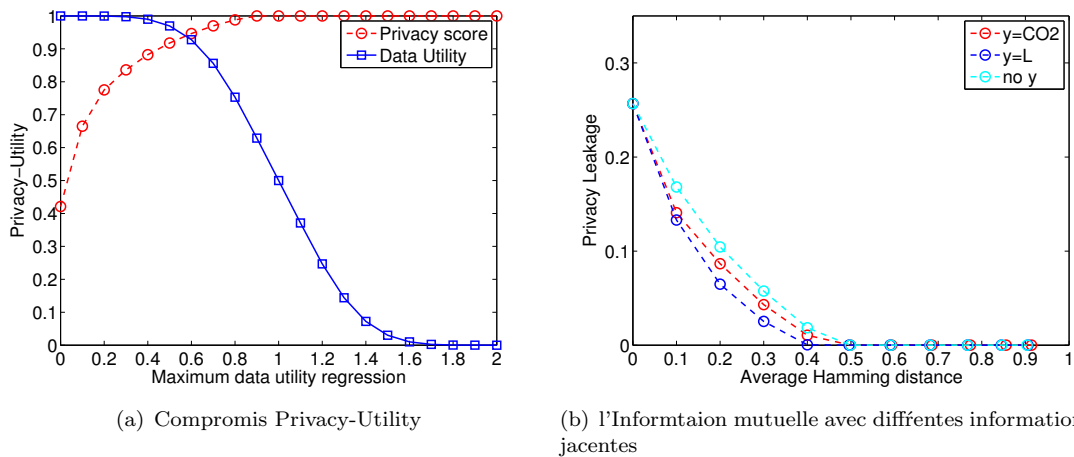 1
0.9
0.8
0.7
0.6
0.5
0.4
0.3
0.2
0.1
0
Privacy−Utility
Privacy score
Data Utility
0 0.2 0.4 0.6 0.8 1.0 1.2 1.4 1.6 1.8 2
Maximum data utility regression
(a) Compromis Privacy-Utility
0.3
0.2
0.1
0
Privacy Leakage
y=CO2
y=L
no y
0 0.1 0.2 0.3 0.4 0.5 0.6 0.7 0.8 0.9 1
Average Hamming distance
(b) l'Informtaion mutuelle avec diffŕentes information
jacentes